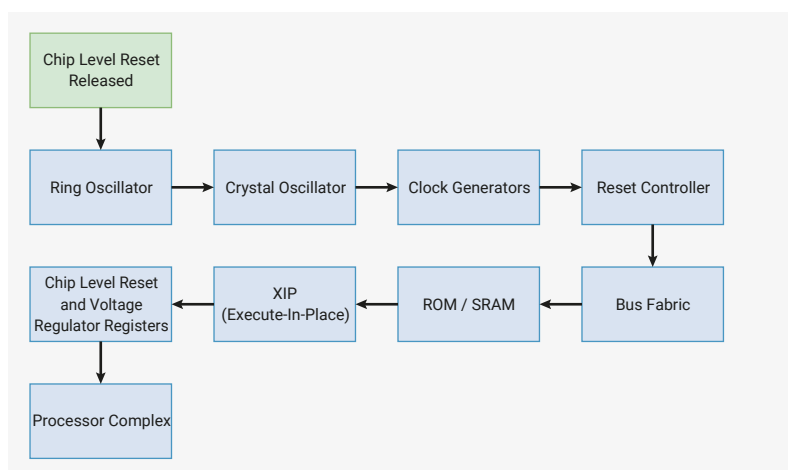 Chip Level Reset
Released
Ring Oscillator
Crystal Oscillator
Clock Generators
Reset Controller
Chip Level Reset
and Voltage
Regulator Registers
XIP
(Execute-In-Place)
ROM / SRAM
Bus Fabric
Processor Complex